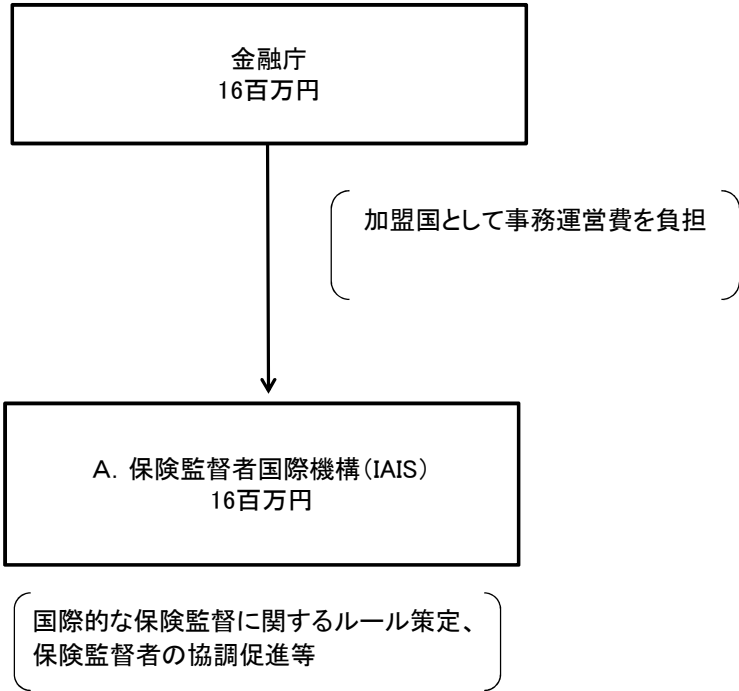 金融庁
16百万円
加盟国として事務運営費を負担
A. 保険監督者国際機構(IAIS)
16百万円
国際的な保険監督に関するルール策定、
保険監督者の協調促進等